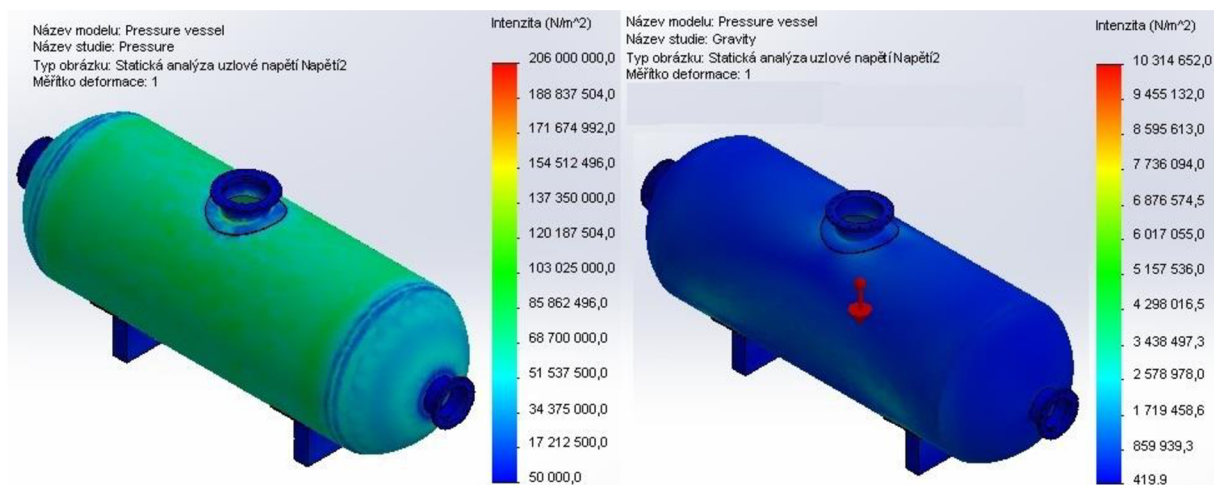 Název modelu: Pressure vessel
Název studie: Pressure
Typ obrázku: Statická analýza uzlové napětí Napětí2
Měřítko deformace: 1
Intenzita (N/m^2)
206 000 000,0
188 837 504,0
171 674 992,0
154 512 496,0
137 350 000,0
120 187 504,0
103 025 000,0
85 862 496,0
68 700 000,0
51 537 500,0
34 375 000,0
17 212 500,0
50 000,0
Název modelu: Pressure vessel
Název studie: Gravity
Typ obrázku: Statická analýza uzlové napětí Napětí2
Měřítko deformace: 1
Intenzita (N/m^2)
10 314 652,0
9 455 132,0
8 595 613,0
7 736 094,0
6 876 574,5
6 017 055,0
5 157 536,0
4 298 016,5
3 438 497,3
2 578 978,0
1 719 458,6
859 939,3
419.9